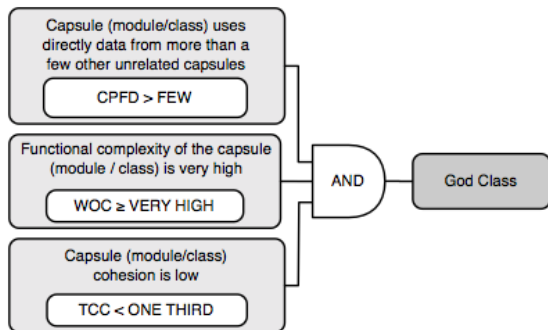 Capsule (module/class) uses
directly data from more than a
few other unrelated capsules
CPFD > FEW
Functional complexity of the capsule
(module / class) is very high
WOC ≥ VERY HIGH
Capsule (module/class)
cohesion is low
TCC < ONE THIRD
AND
God Class